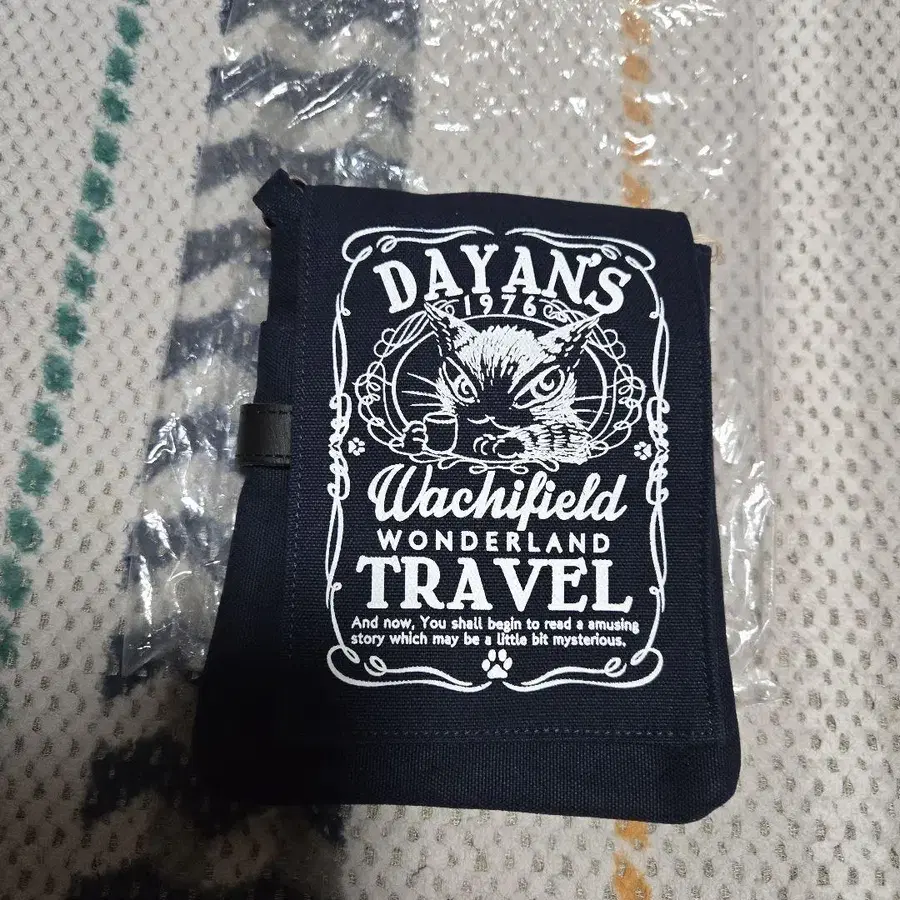 DAYAN'S
1976
Wachifield
WONDERLAND
TRAVEL
And now, You shall begin to read a amusing
story which may be a little bit mysterious.